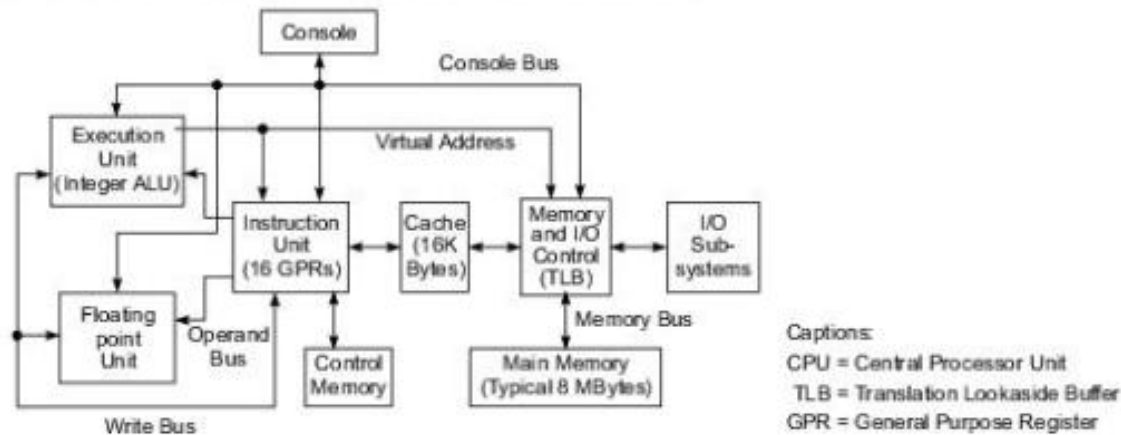 Console
Console Bus
Execution
Unit
(Integer ALU)
Virtual Address
Instruction
Unit
(16 GPRs)
Cache
(16K
Bytes)
Memory
and I/O
Control
(TLB)
I/O
Sub-
systems
Floating
point
Unit
Operand
Bus
Control
Memory
Memory Bus
Main Memory
(Typical 8 MBytes)
Write Bus
Captions:
CPU = Central Processor Unit
TLB = Translation Lookaside Buffer
GPR = General Purpose Register